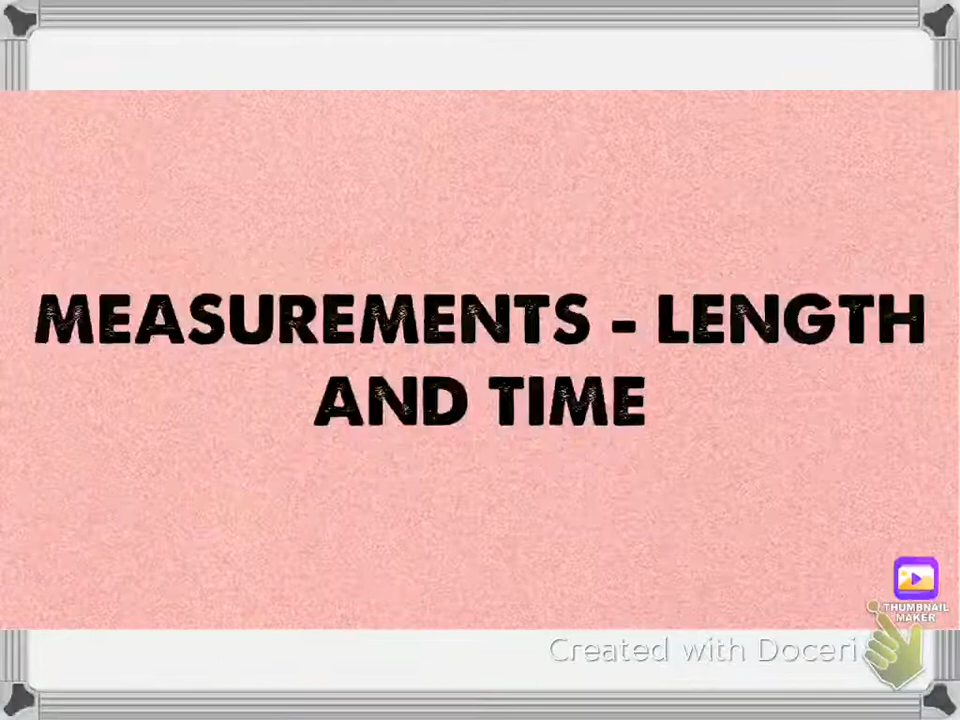 MEASUREMENTS - LENGTH
AND TIME
THUMBNAIL
MAKER
Created with Doceri